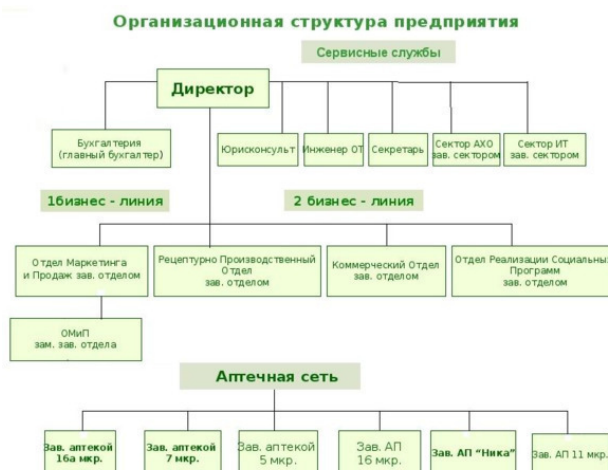 Организационная структура предприятия
Сервисные службы
Директор
Бухгалтерия
(главный бухгалтер)
Юрисконсульт
Инженер ОТ
Секретарь
Сектор АХО
зав. сектором
Сектор ИТ
зав. сектором
1бизнес - линия
2 бизнес - линия
Отдел Маркетинга
и Продаж зав. отделом
Рецептурно Производственный
Отдел
зав. отделом
Коммерческий Отдел
зав. отделом
Отдел Реализации Социальных
Программ
зав. отделом
ОМиП
зам. зав. отдела
Аптечная сеть
Зав. аптекой
16а мкр.
Зав. аптекой
7 мкр.
Зав. аптекой
5 мкр.
Зав. АП
16 мкр.
Зав. АП "Ника"
Зав. АП 11 мкр.